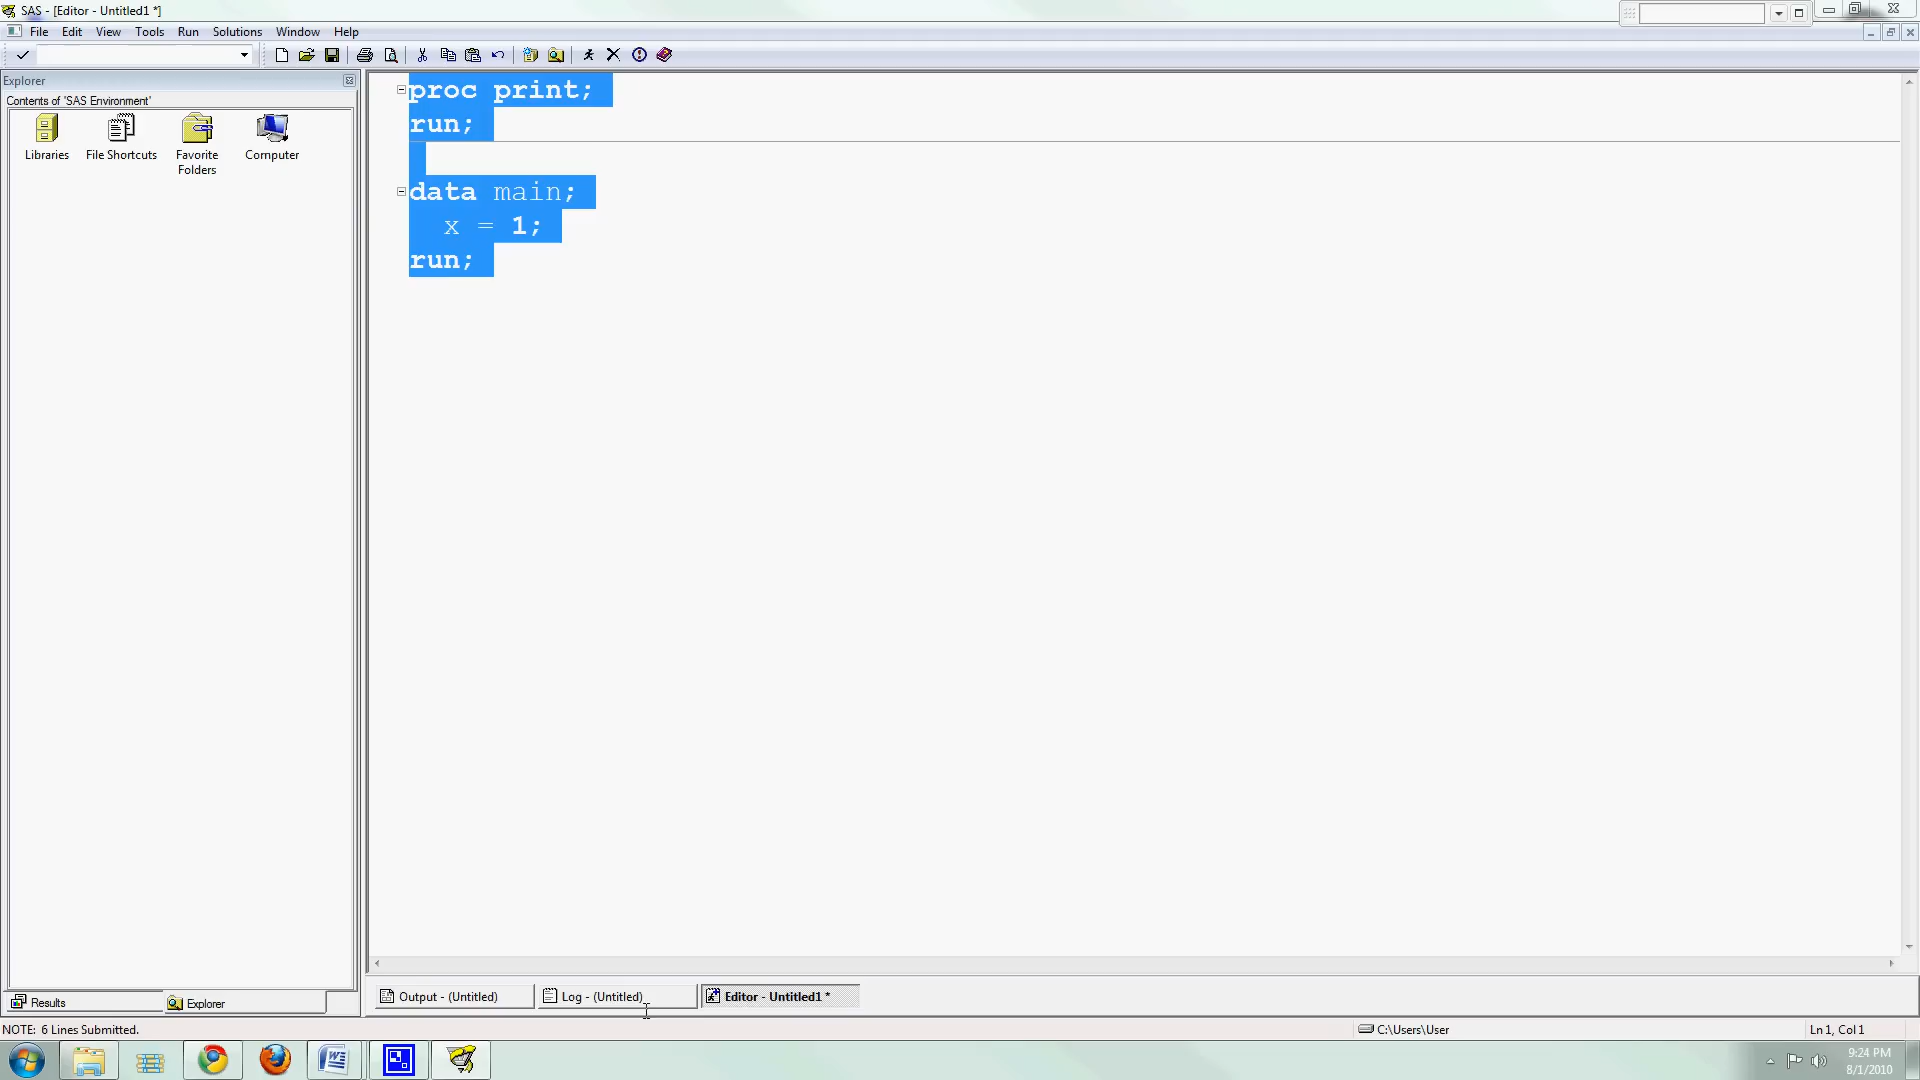 SAS - [Editor - Untitled1 *]
File Edit View Tools Run Solutions Window Help
Explorer
Contents of 'SAS Environment'
Libraries
File Shortcuts
Favorite Folders
Computer
proc print;
run;
data main;
x = 1;
run;
Results
Explorer
Output - (Untitled)
Log - (Untitled)
Editor - Untitled1 *
NOTE: 6 Lines Submitted.
C:\Users\User
Ln 1, Col 1
9:24 PM
8/1/2010